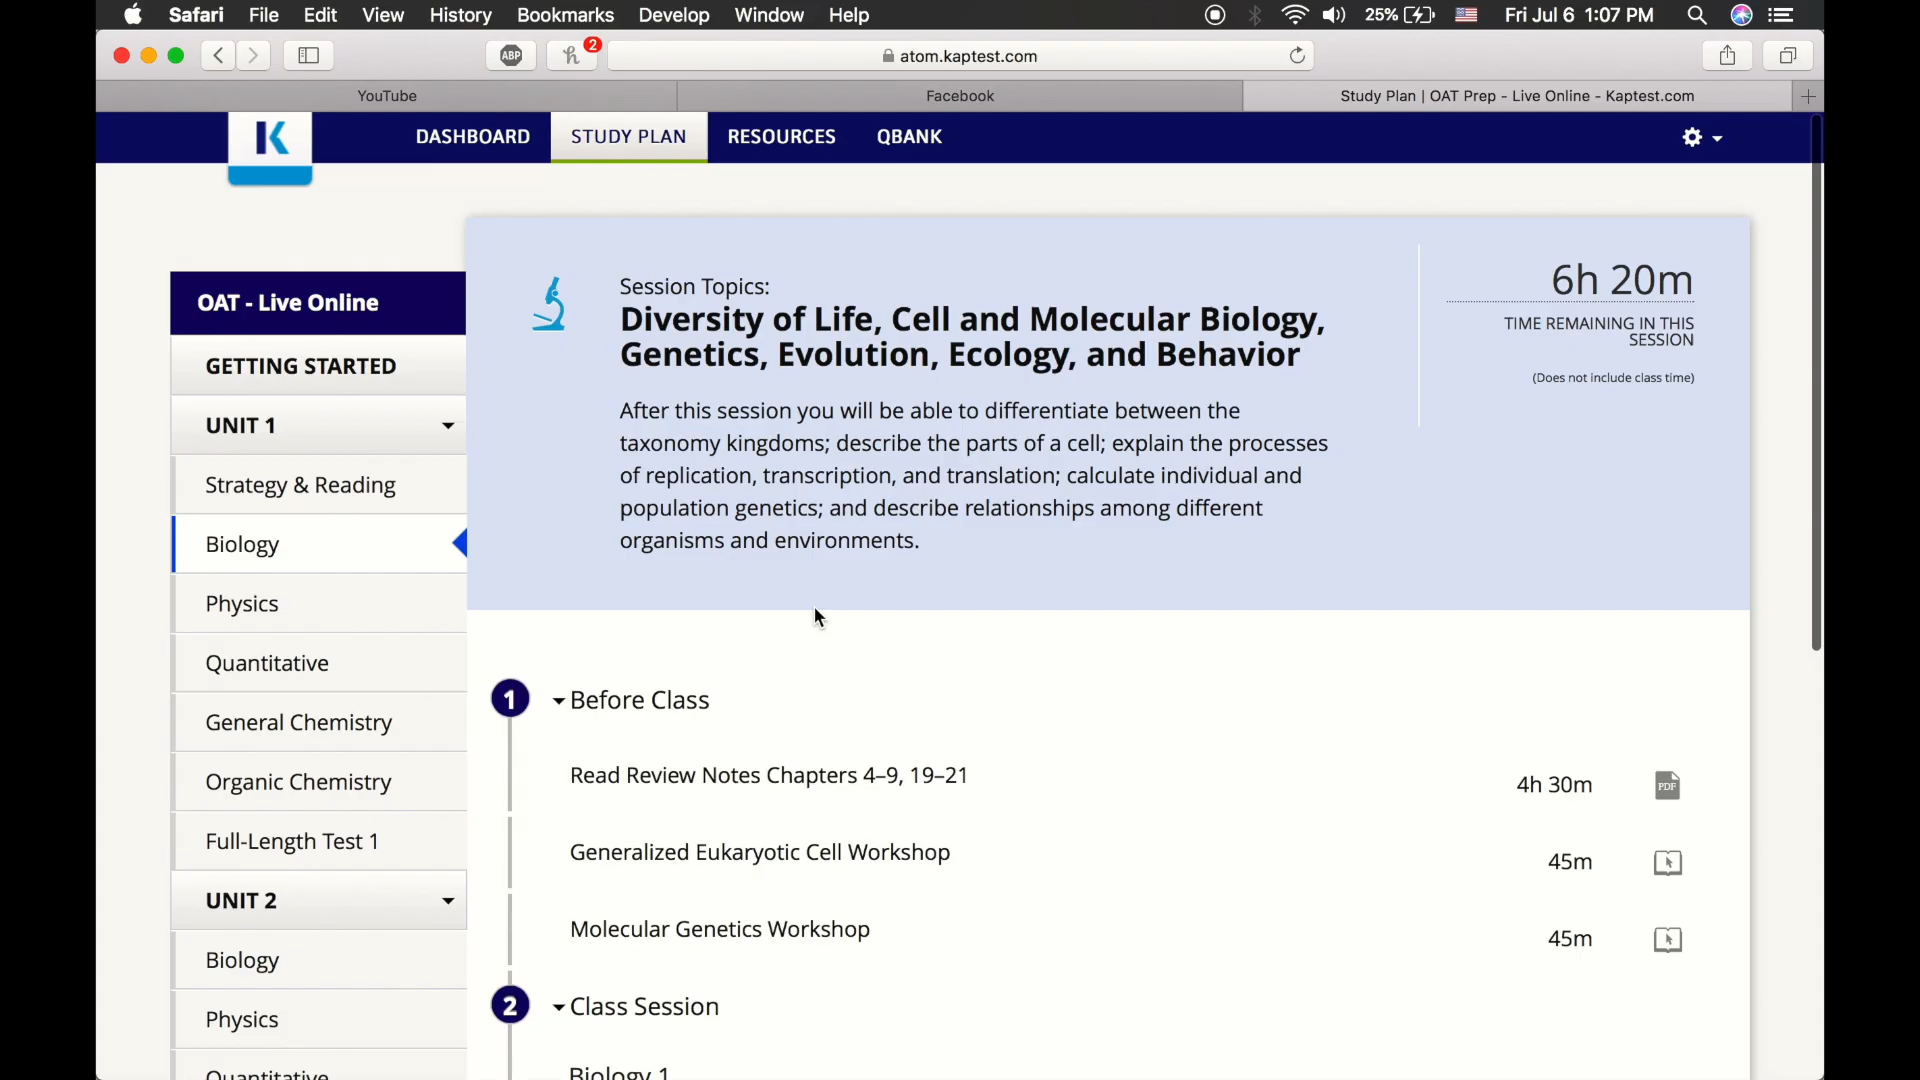 Safari File Edit View History Bookmarks Develop Window Help 25% Fri Jul 6 1:07 PM
ABP 2 atom.kaptest.com
YouTube Facebook Study Plan | OAT Prep - Live Online - Kaptest.com
K DASHBOARD STUDY PLAN RESOURCES QBANK
OAT - Live Online
GETTING STARTED
UNIT 1
Strategy & Reading
Biology
Physics
Quantitative
General Chemistry
Organic Chemistry
Full-Length Test 1
UNIT 2
Biology
Physics
Quantitative
Session Topics:
Diversity of Life, Cell and Molecular Biology,
Genetics, Evolution, Ecology, and Behavior
After this session you will be able to differentiate between the
taxonomy kingdoms; describe the parts of a cell; explain the processes
of replication, transcription, and translation; calculate individual and
population genetics; and describe relationships among different
organisms and environments.
6h 20m
TIME REMAINING IN THIS
SESSION
(Does not include class time)
1 Before Class
Read Review Notes Chapters 4–9, 19–21 4h 30m PDF
Generalized Eukaryotic Cell Workshop 45m
Molecular Genetics Workshop 45m
2 Class Session
Biology 1